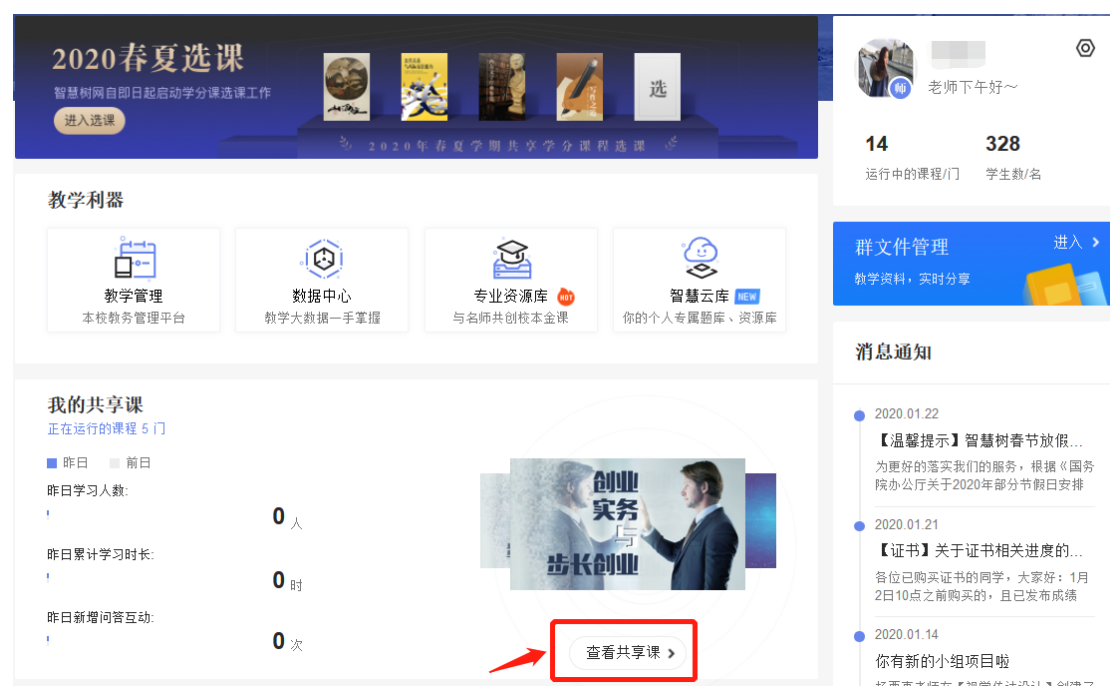 2020春夏选课
智慧树网自即日起启动学分课选课工作
进入选课
选
2020年春夏学期共享学分课程选课
师
老师下午好～
14
328
运行中的课程/门
学生数/名
教学利器
教学管理
本校教务管理平台
数据中心
教学大数据一手掌握
专业资源库 HOT
与名师共创校本金课
智慧云库 NEW
你的个人专属题库、资源库
群文件管理
进入
教学资料，实时分享
消息通知
2020.01.22
【温馨提示】智慧树春节放假...
为更好的落实我们的服务，根据《国务
院办公厅关于2020年部分节假日安排
2020.01.21
【证书】关于证书相关进度的...
各位已购买证书的同学，大家好：1月
2日10点之前购买的，且已发布成绩
2020.01.14
你有新的小组项目啦
我的共享课
正在运行的课程 5 门
昨日 前日
昨日学习人数:
0 人
昨日累计学习时长:
0 时
昨日新增问答互动:
0 次
创业
实务
与
步长创业
查看共享课